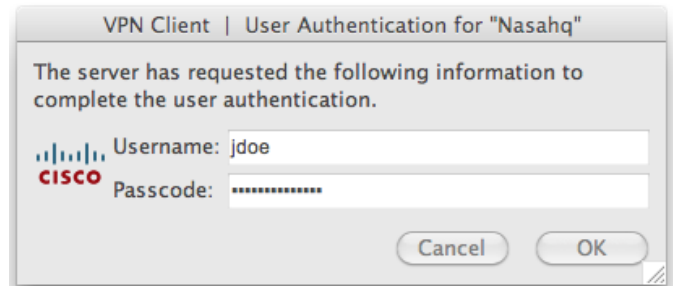 VPN Client | User Authentication for "Nasahq"
The server has requested the following information to
complete the user authentication.
Username: jdoe
CISCO
Passcode: ••••••••••••••
Cancel OK